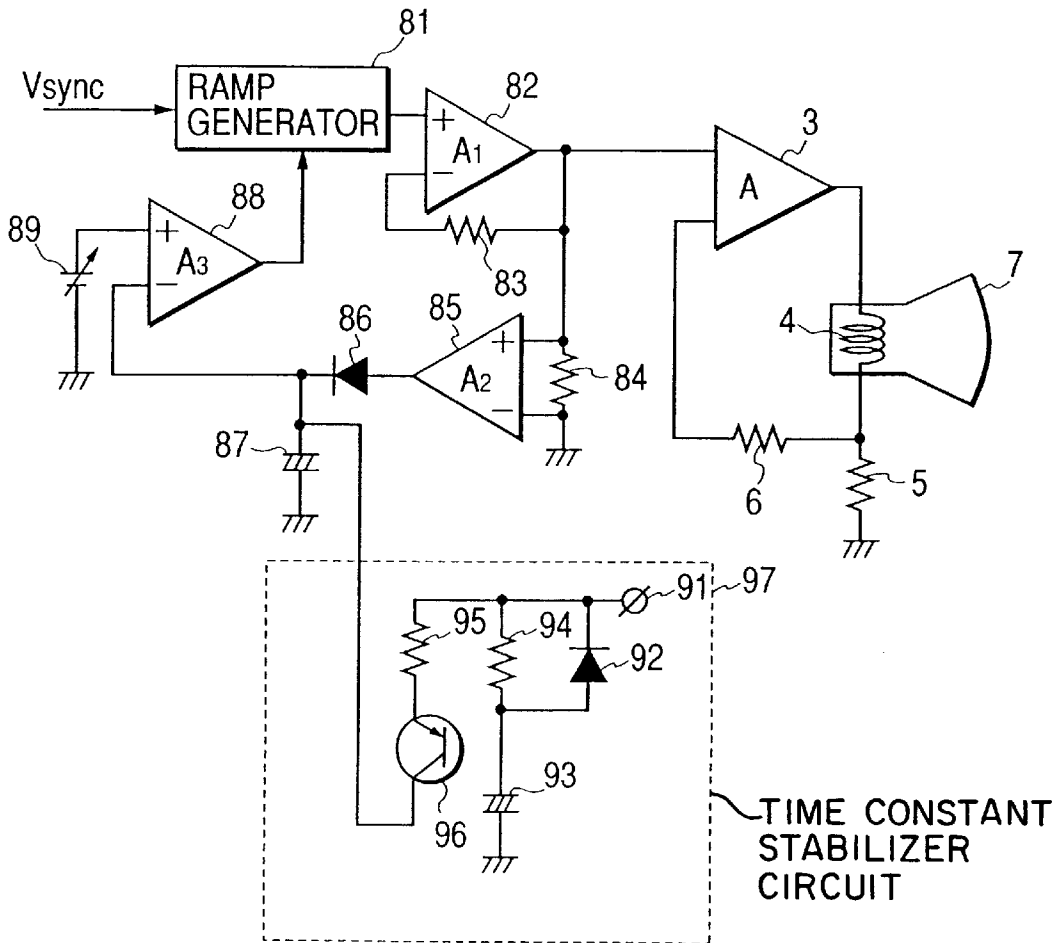 81
Vsync
RAMP
GENERATOR
+
A1
−
82
3
A
88
89
+
A3
−
83
7
4
86
85
+
A2
−
84
87
6
5
91
97
95
94
92
93
96
TIME CONSTANT
STABILIZER
CIRCUIT